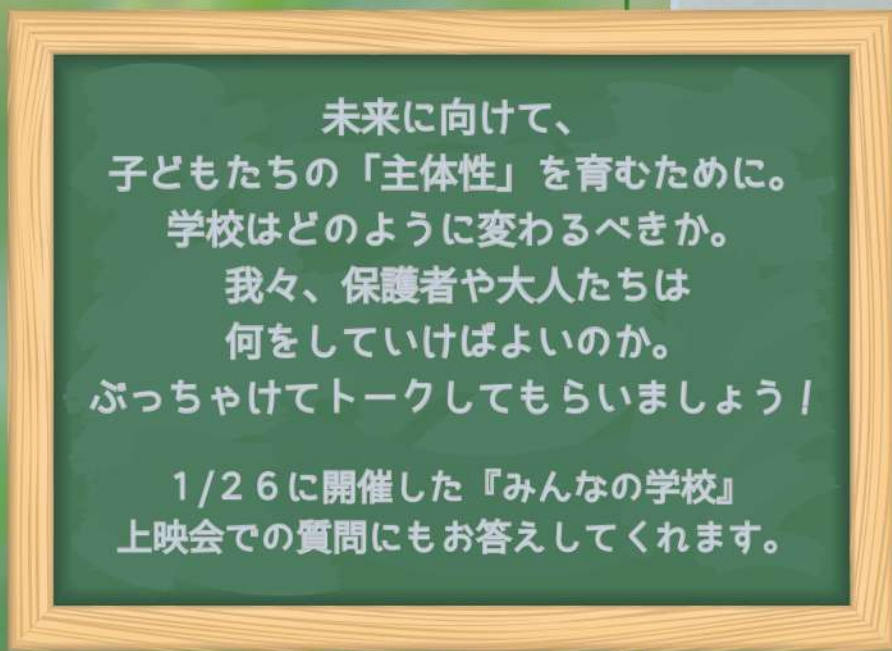 未来に向けて、
子どもたちの「主体性」を育むために。
学校はどのように変わるべきか。
我々、保護者や大人たちは
何をしていけばよいのか。
ぶっちゃけてトークしてもらいましょう！
1/26に開催した『みんなの学校』
上映会での質問にもお答えしてくれます。